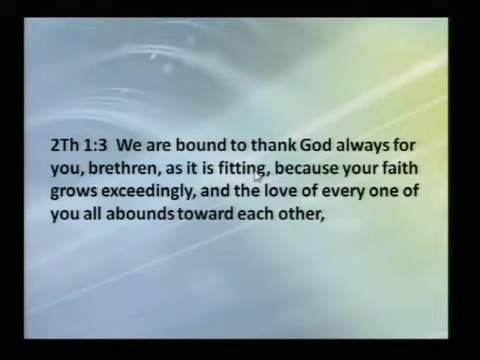 2Th 1:3  We are bound to thank God always for
you, brethren, as it is fitting, because your faith
grows exceedingly, and the love of every one of
you all abounds toward each other,